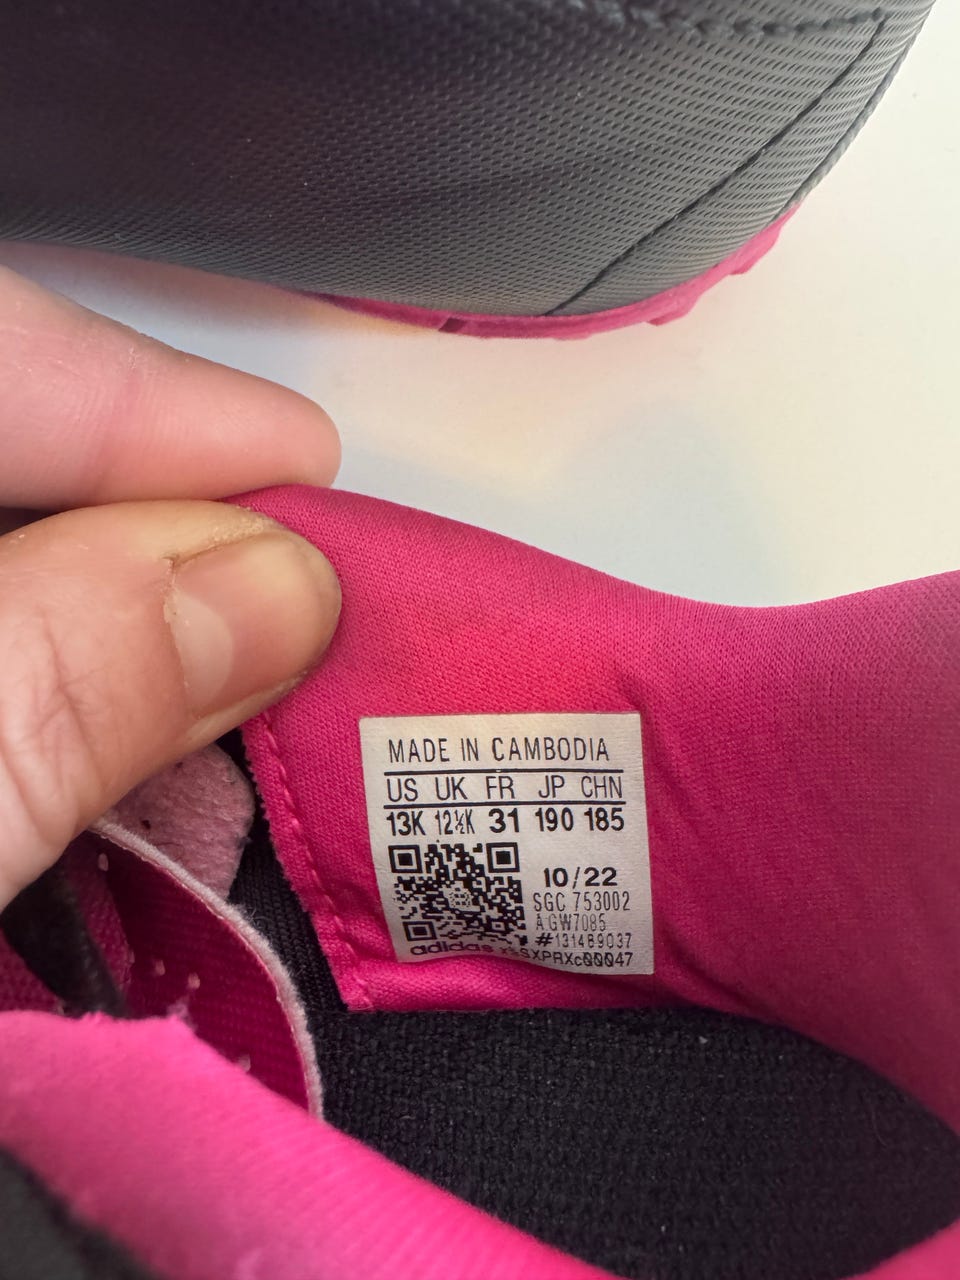 MADE IN CAMBODIA
US UK FR JP CHN
13K 12½K 31 190 185
10/22
SGC 753002
A GW7085
#131489037
adidas